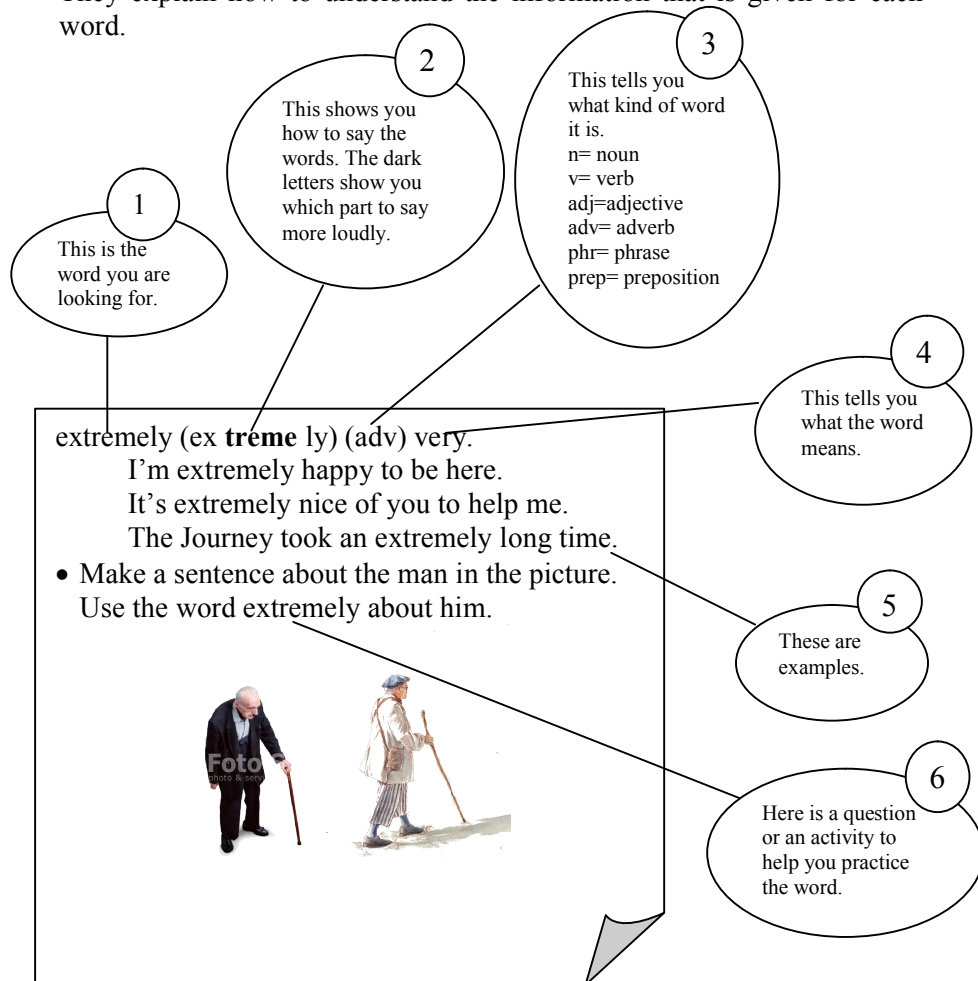 They explain how to understand the information that is given for each
word.
1
This is the
word you are
looking for.
2
This shows you
how to say the
words. The dark
letters show you
which part to say
more loudly.
3
This tells you
what kind of word
it is.
n= noun
v= verb
adj=adjective
adv= adverb
phr= phrase
prep= preposition
4
This tells you
what the word
means.
extremely (ex treme ly) (adv) very.
I’m extremely happy to be here.
It’s extremely nice of you to help me.
The Journey took an extremely long time.
• Make a sentence about the man in the picture.
Use the word extremely about him.
5
These are
examples.
6
Here is a question
or an activity to
help you practice
the word.
Foto
photo & serv